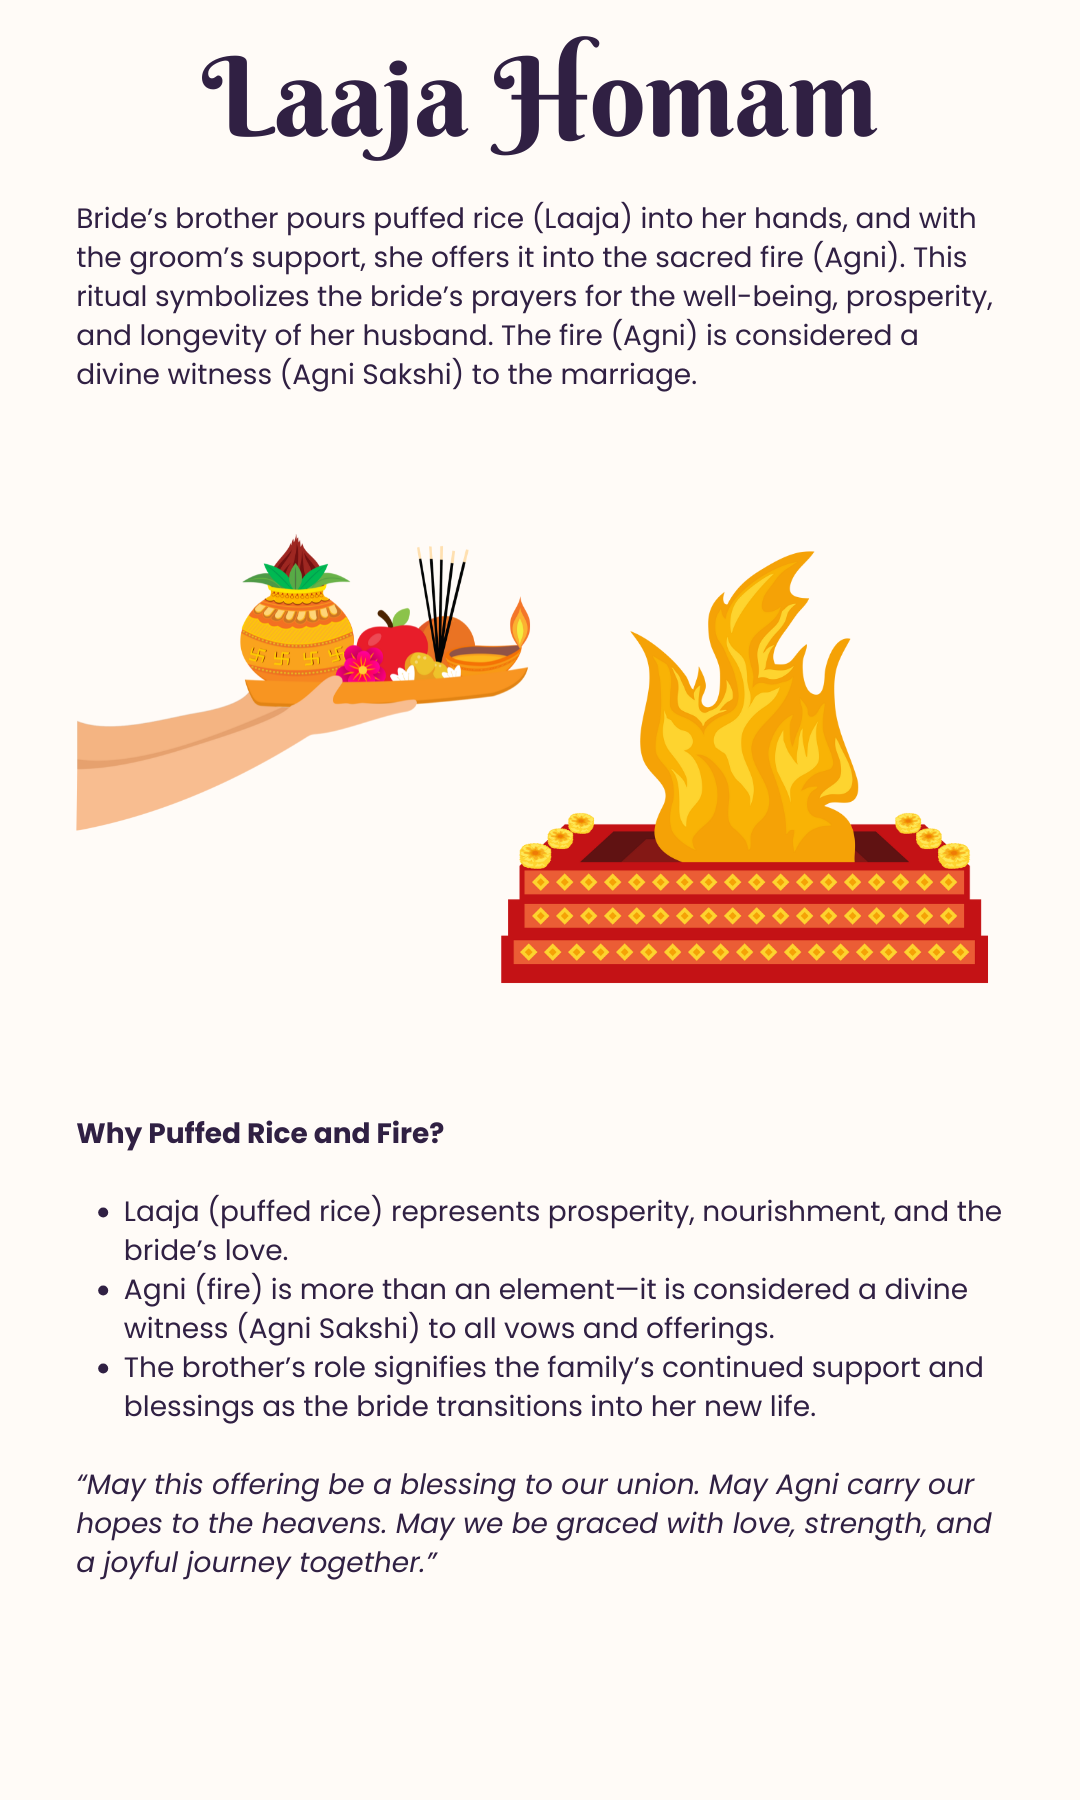 Laaja Homam
Bride’s brother pours puffed rice (Laaja) into her hands, and with
the groom’s support, she offers it into the sacred fire (Agni). This
ritual symbolizes the bride’s prayers for the well-being, prosperity,
and longevity of her husband. The fire (Agni) is considered a
divine witness (Agni Sakshi) to the marriage.
Why Puffed Rice and Fire?
• Laaja (puffed rice) represents prosperity, nourishment, and the
bride’s love.
• Agni (fire) is more than an element—it is considered a divine
witness (Agni Sakshi) to all vows and offerings.
• The brother’s role signifies the family’s continued support and
blessings as the bride transitions into her new life.
“May this offering be a blessing to our union. May Agni carry our
hopes to the heavens. May we be graced with love, strength, and
a joyful journey together.”